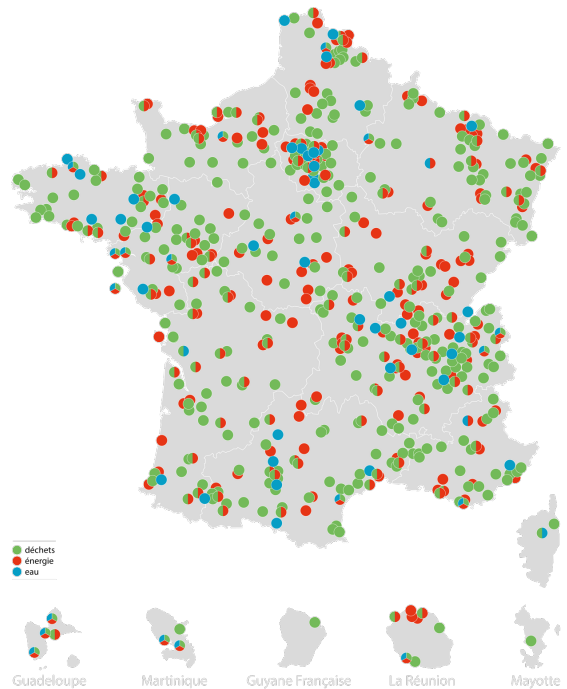 déchets
énergie
eau
Guadeloupe
Martinique
Guyane Française
La Réunion
Mayotte